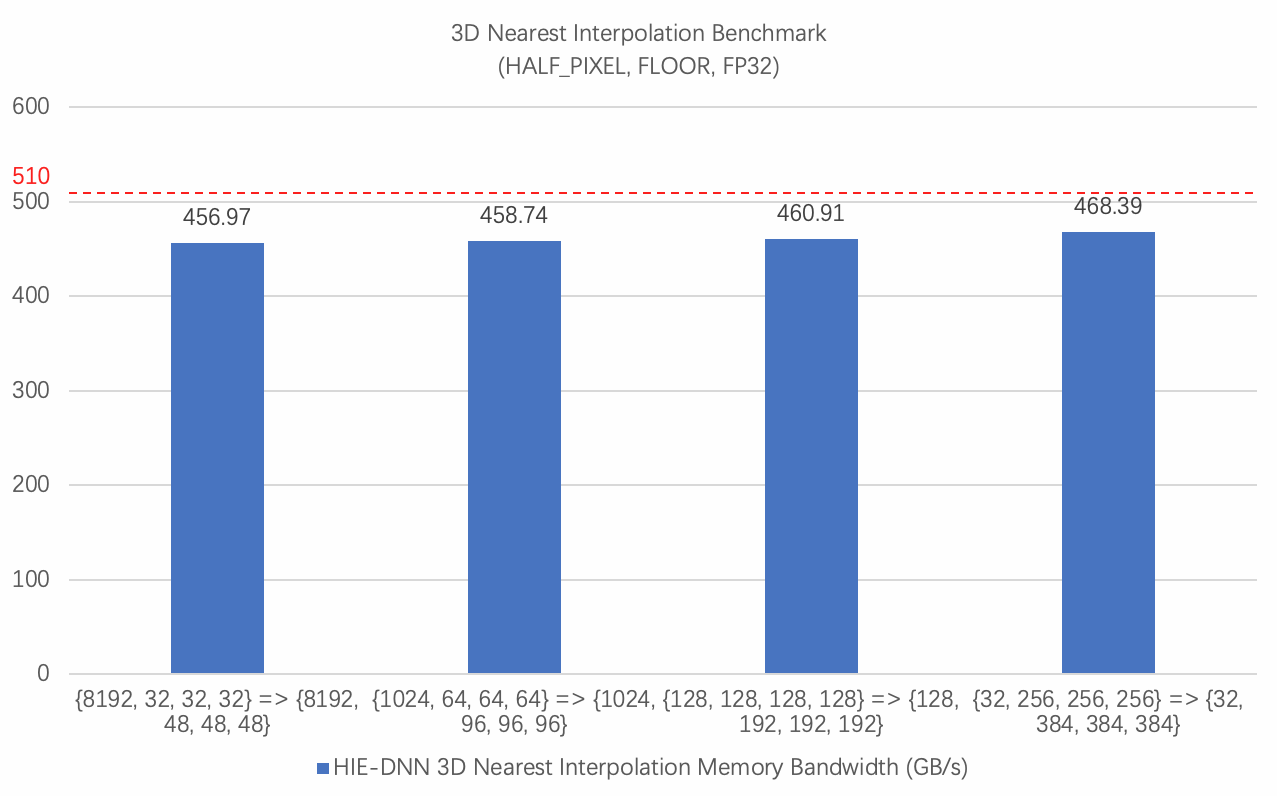 3D Nearest Interpolation Benchmark
(HALF_PIXEL, FLOOR, FP32)
600
510
500
456.97
458.74
460.91
468.39
400
300
200
100
0
{8192, 32, 32, 32} => {8192,
48, 48, 48}
{1024, 64, 64, 64} => {1024,
96, 96, 96}
{128, 128, 128, 128} => {128,
192, 192, 192}
{32, 256, 256, 256} => {32,
384, 384, 384}
HIE-DNN 3D Nearest Interpolation Memory Bandwidth (GB/s)